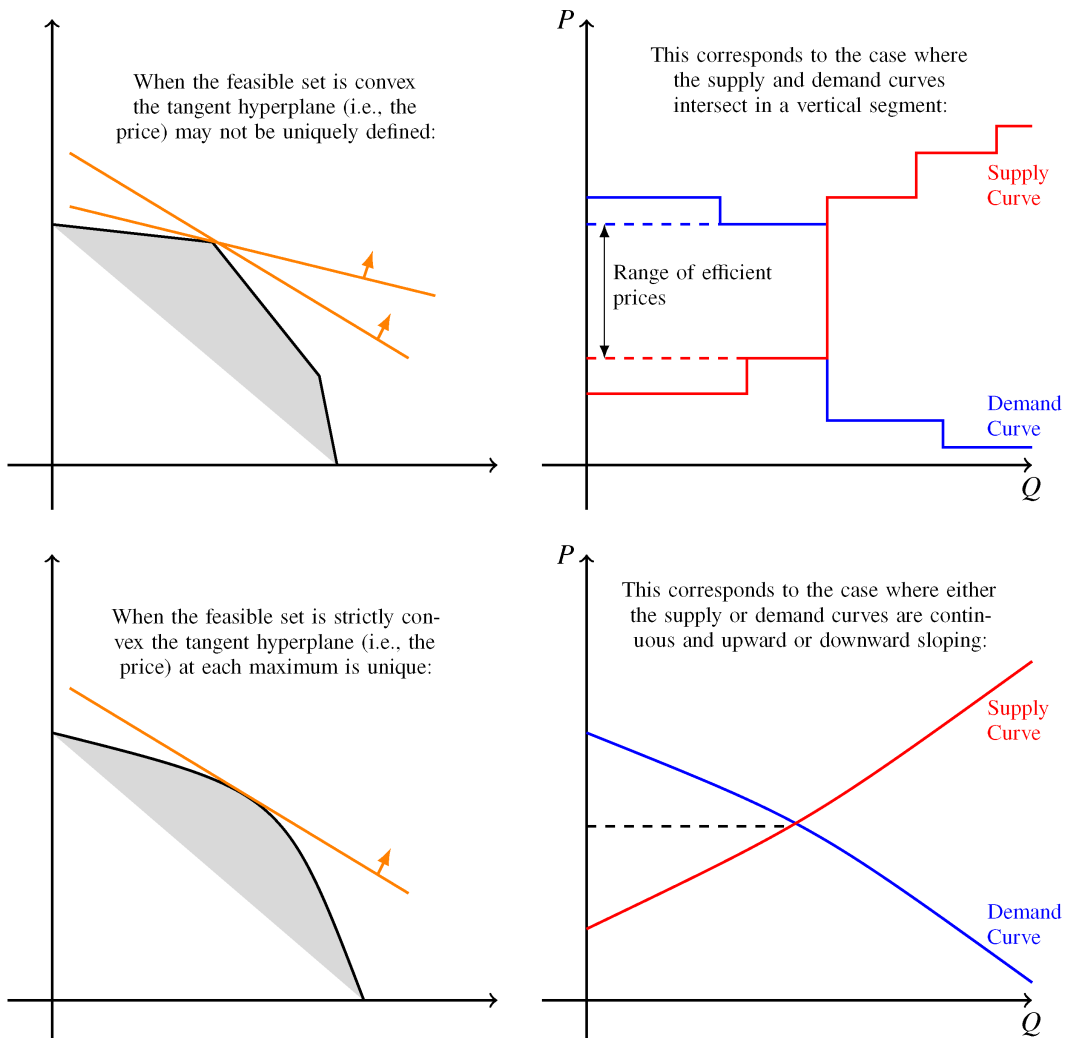 When the feasible set is convex
the tangent hyperplane (i.e., the
price) may not be uniquely defined:
P
This corresponds to the case where
the supply and demand curves
intersect in a vertical segment:
Supply
Curve
Range of efficient
prices
Demand
Curve
Q
When the feasible set is strictly con-
vex the tangent hyperplane (i.e., the
price) at each maximum is unique:
P
This corresponds to the case where either
the supply or demand curves are contin-
uous and upward or downward sloping:
Supply
Curve
Demand
Curve
Q